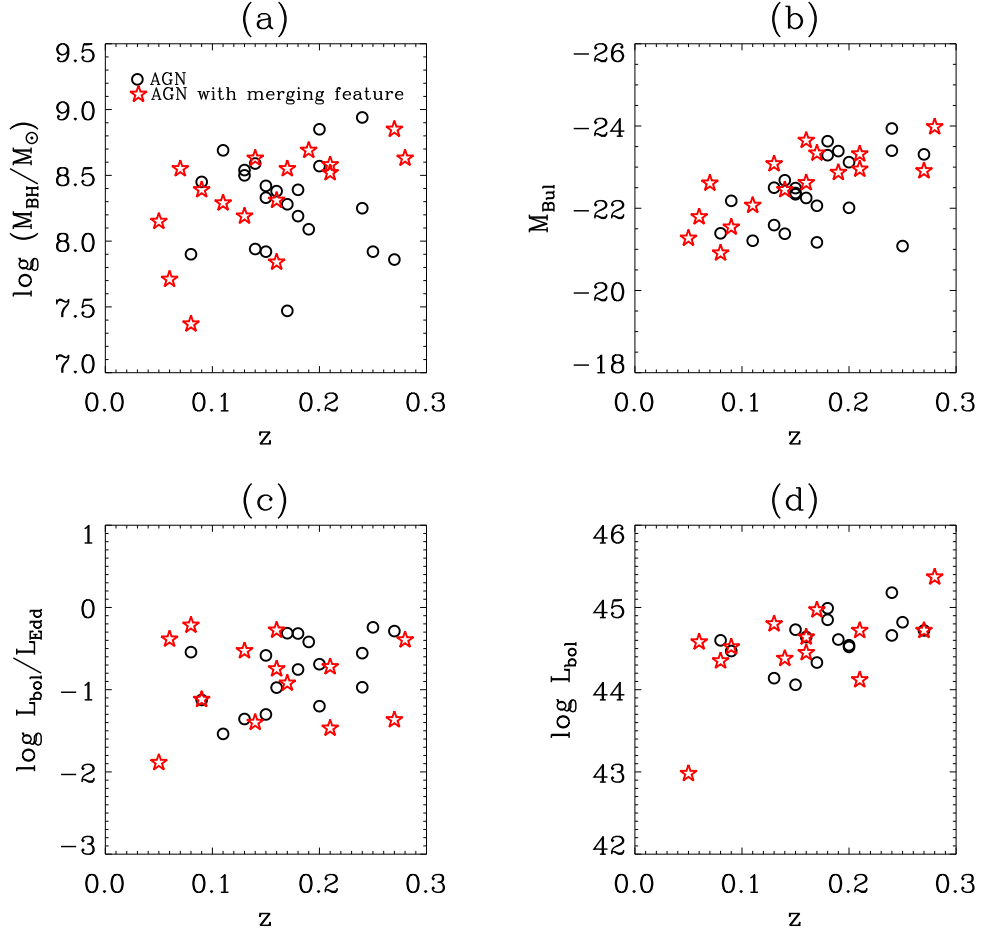 (a)
9.5
9.0
8.5
8.0
7.5
7.0
log (M_BH/M_⊙)
AGN
AGN with merging feature
0.0 0.1 0.2 0.3
z
(b)
−26
−24
−22
−20
−18
M_Bul
0.0 0.1 0.2 0.3
z
(c)
1
0
−1
−2
−3
log L_bol/L_Edd
0.0 0.1 0.2 0.3
z
(d)
46
45
44
43
42
log L_bol
0.0 0.1 0.2 0.3
z